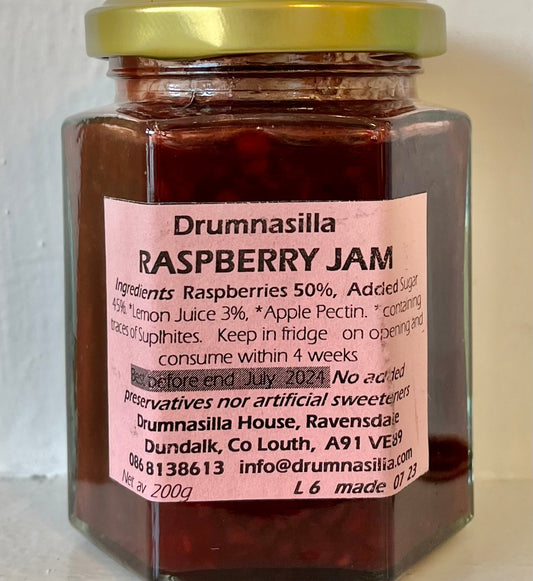 Drumnasilla
RASPBERRY JAM
Ingredients Raspberries 50%, Added Sugar
45% *Lemon Juice 3%, *Apple Pectin. * containing
traces of Suplhites. Keep in fridge on opening and
consume within 4 weeks
Best before end July 2024 No added
preservatives nor artificial sweeteners
Drumnasilla House, Ravensdale
Dundalk, Co Louth, A91 VE89
086 8138613 info@drumnasilla.com
Net av 200g L 6 made 07 23